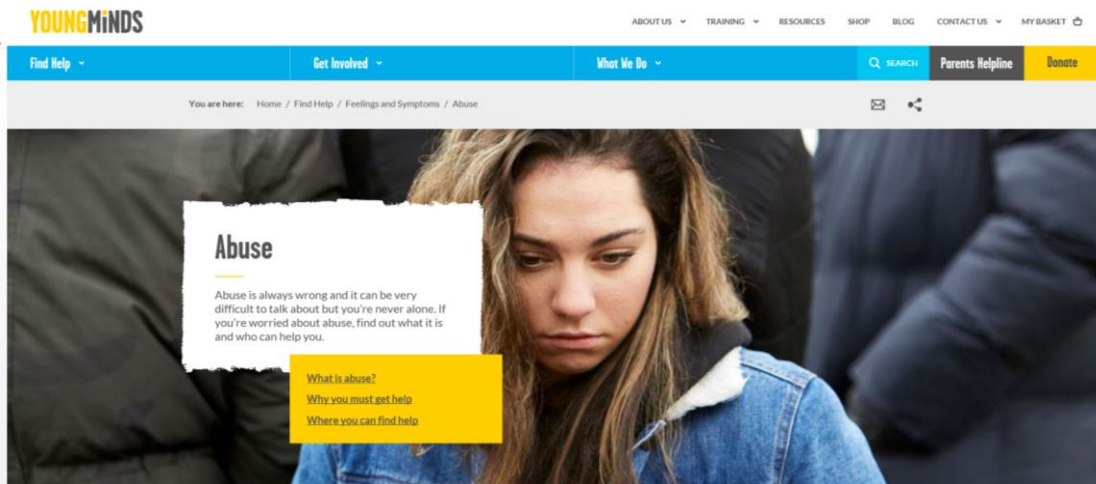 YOUNGMiNDS
ABOUT US TRAINING RESOURCES SHOP BLOG CONTACT US MY BASKET
Find Help Get Involved What We Do SEARCH Parents Helpline Donate
You are here: Home / Find Help / Feelings and Symptoms / Abuse
Abuse
Abuse is always wrong and it can be very
difficult to talk about but you're never alone. If
you're worried about abuse, find out what it is
and who can help you.
What is abuse?
Why you must get help
Where you can find help